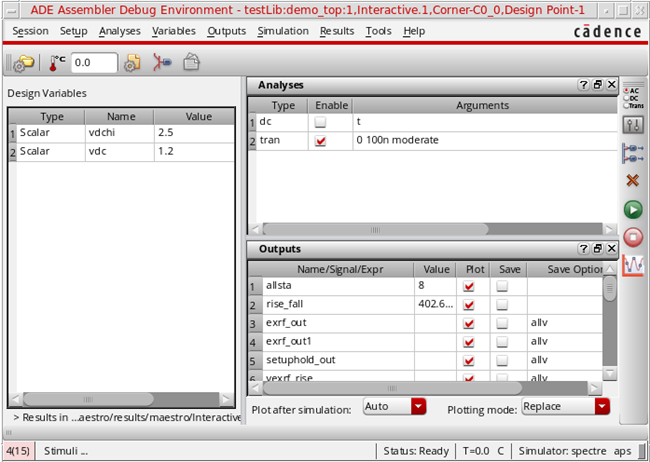 ADE Assembler Debug Environment - testLib:demo_top:1,Interactive.1,Corner-C0_0,Design Point-1
Session Setup Analyses Variables Outputs Simulation Results Tools Help cādence
°C 0.0
Design Variables
Type Name Value
1 Scalar vdchi 2.5
2 Scalar vdc 1.2
> Results in ...aestro/results/maestro/Interactive
Analyses ?
Type Enable Arguments
1 dc t
2 tran 0 100n moderate
Outputs ?
Name/Signal/Expr Value Plot Save Save Option
1 allsta 8
2 rise_fall 402.6...
3 exrf_out allv
4 exrf_out1 allv
5 setuphold_out allv
6 vexrf_rise allv
Plot after simulation: Auto Plotting mode: Replace
AC
DC
Trans
4(15) Stimuli ... Status: Ready T=0.0 C Simulator: spectre aps